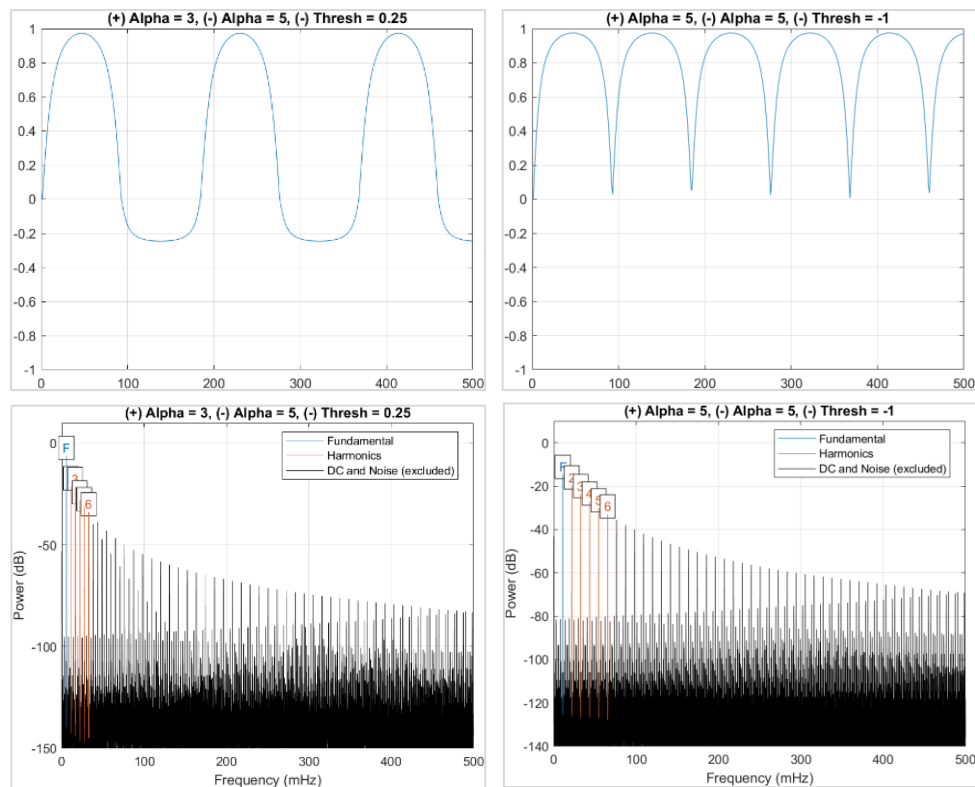 (+) Alpha = 3, (-) Alpha = 5, (-) Thresh = 0.25
1
0.8
0.6
0.4
0.2
0
-0.2
-0.4
-0.6
-0.8
-1
0 100 200 300 400 500
(+) Alpha = 5, (-) Alpha = 5, (-) Thresh = -1
1
0.8
0.6
0.4
0.2
0
-0.2
-0.4
-0.6
-0.8
-1
0 100 200 300 400 500
(+) Alpha = 3, (-) Alpha = 5, (-) Thresh = 0.25
Fundamental
Harmonics
DC and Noise (excluded)
F
6
0
-50
-100
-150
Power (dB)
0 100 200 300 400 500
Frequency (mHz)
(+) Alpha = 5, (-) Alpha = 5, (-) Thresh = -1
Fundamental
Harmonics
DC and Noise (excluded)
F
2
3
4
5
6
0
-20
-40
-60
-80
-100
-120
-140
Power (dB)
0 100 200 300 400 500
Frequency (mHz)